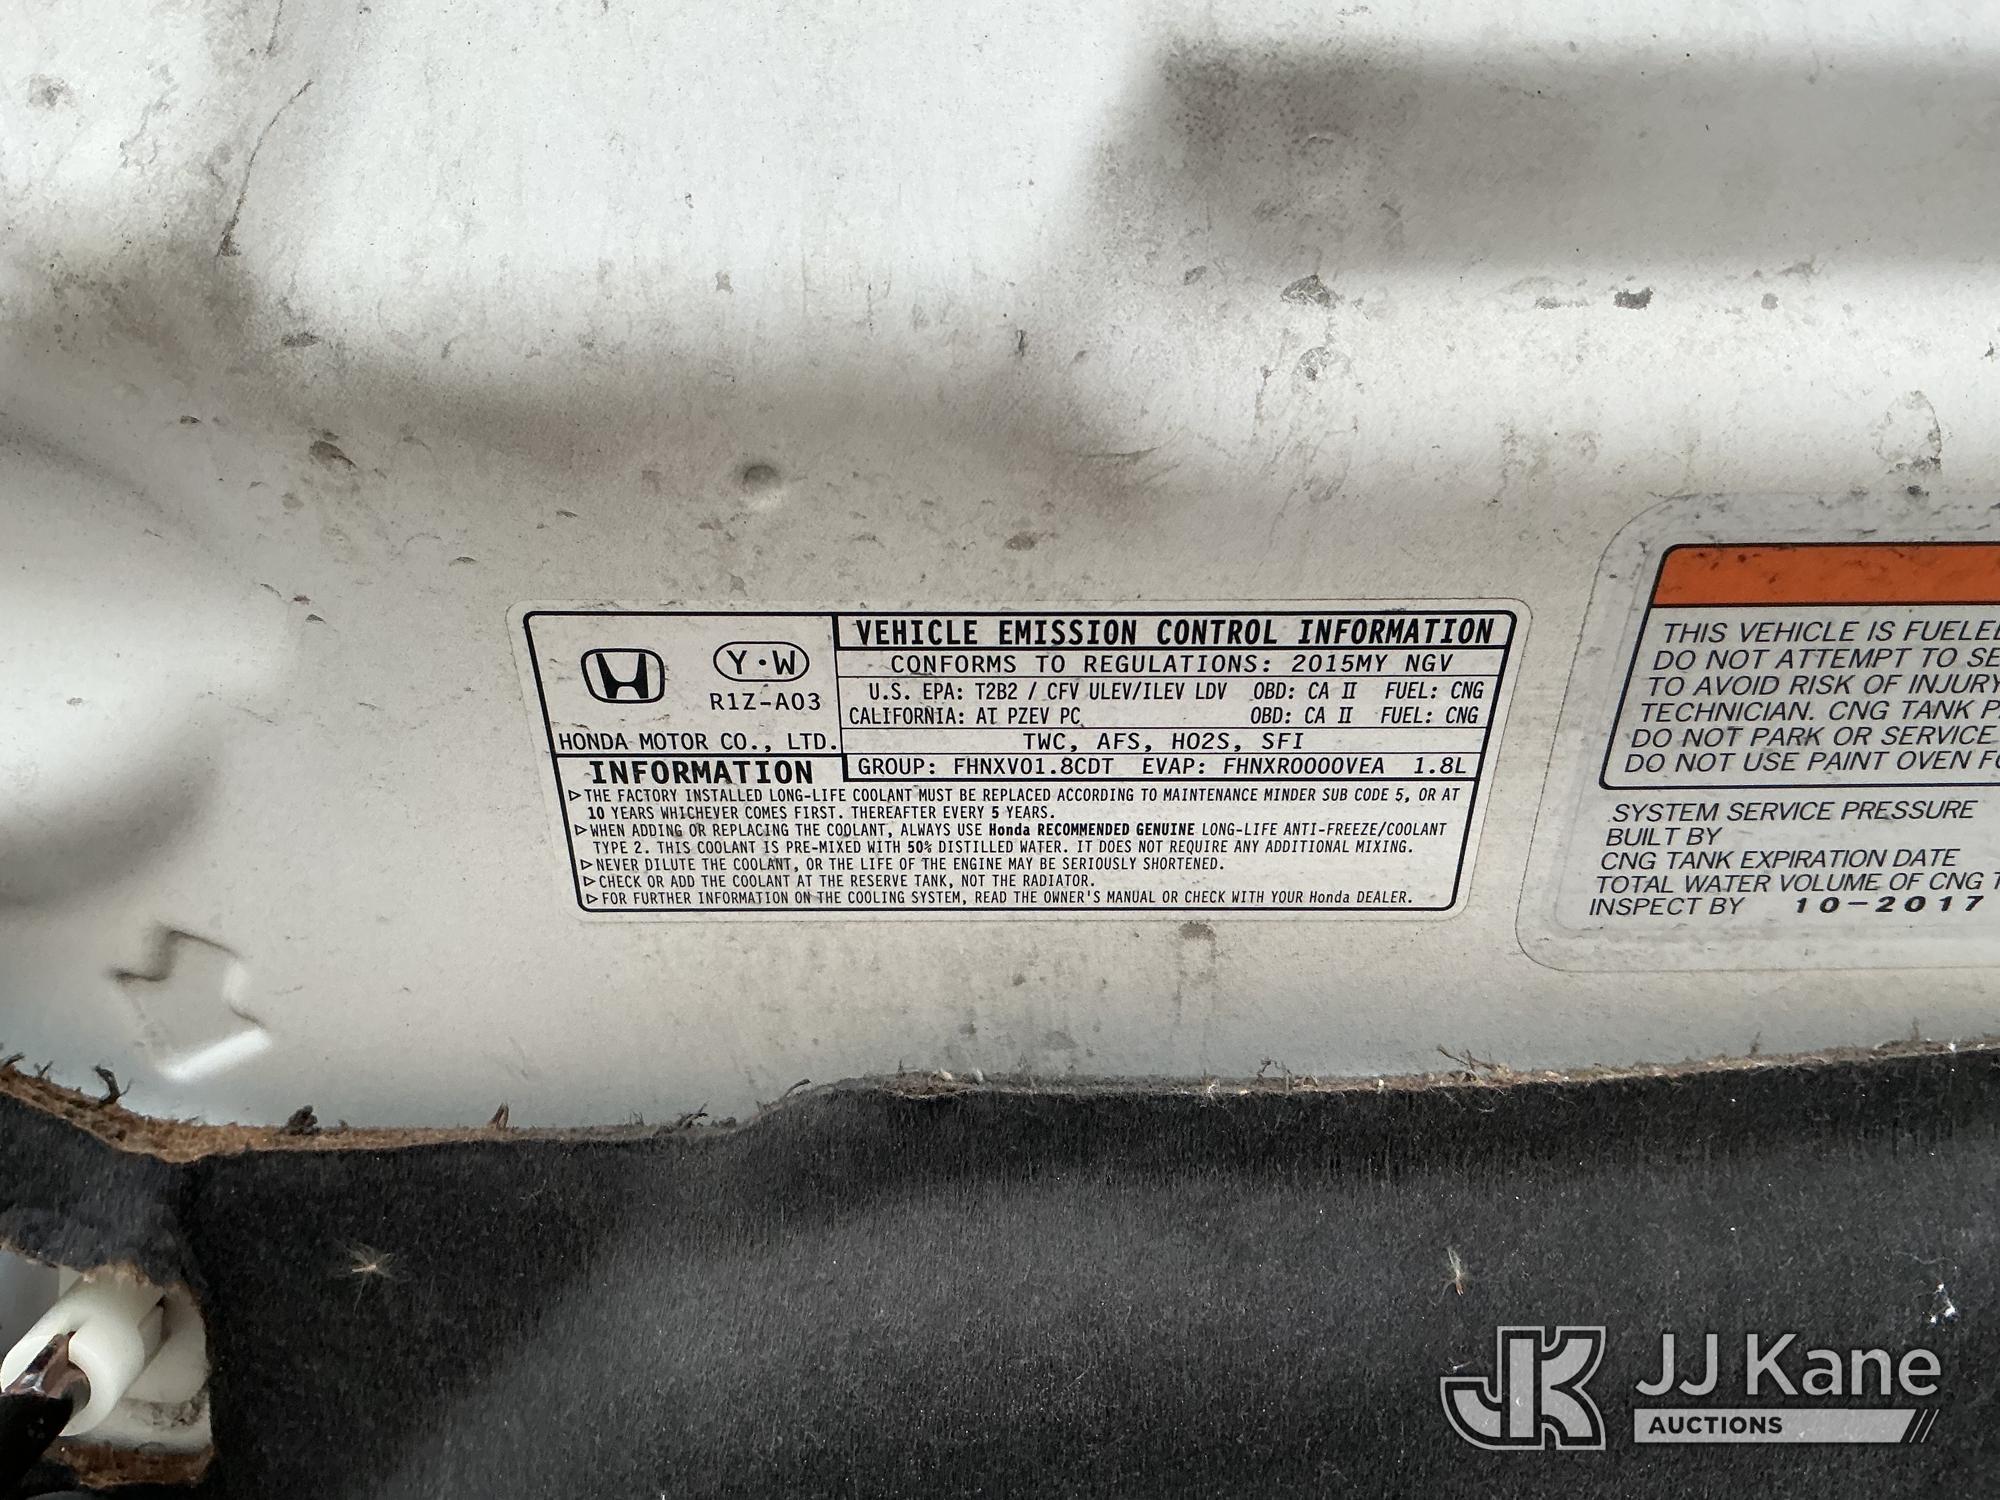 VEHICLE EMISSION CONTROL INFORMATION
Y·W
R1Z-A03
HONDA MOTOR CO., LTD.
CONFORMS TO REGULATIONS: 2015MY NGV
U.S. EPA: T2B2 / CFV ULEV/ILEV LDV OBD: CA II FUEL: CNG
CALIFORNIA: AT PZEV PC OBD: CA II FUEL: CNG
TWC, AFS, HO2S, SFI
GROUP: FHNXV01.8CDT EVAP: FHNXR0000VEA 1.8L
INFORMATION
▷THE FACTORY INSTALLED LONG-LIFE COOLANT MUST BE REPLACED ACCORDING TO MAINTENANCE MINDER SUB CODE 5, OR AT
10 YEARS WHICHEVER COMES FIRST. THEREAFTER EVERY 5 YEARS.
▷WHEN ADDING OR REPLACING THE COOLANT, ALWAYS USE Honda RECOMMENDED GENUINE LONG-LIFE ANTI-FREEZE/COOLANT
TYPE 2. THIS COOLANT IS PRE-MIXED WITH 50% DISTILLED WATER. IT DOES NOT REQUIRE ANY ADDITIONAL MIXING.
▷NEVER DILUTE THE COOLANT, OR THE LIFE OF THE ENGINE MAY BE SERIOUSLY SHORTENED.
▷CHECK OR ADD THE COOLANT AT THE RESERVE TANK, NOT THE RADIATOR.
▷FOR FURTHER INFORMATION ON THE COOLING SYSTEM, READ THE OWNER'S MANUAL OR CHECK WITH YOUR Honda DEALER.
THIS VEHICLE IS
DO NOT ATTEMPT TO
TO AVOID RISK OF INJURY
TECHNICIAN. CNG TANK
DO NOT PARK OR SERVICE
DO NOT USE PAINT OVEN
SYSTEM SERVICE PRESSURE
BUILT BY
CNG TANK EXPIRATION DATE
TOTAL WATER VOLUME OF CNG
INSPECT BY 10-2017
JK JJ Kane
AUCTIONS